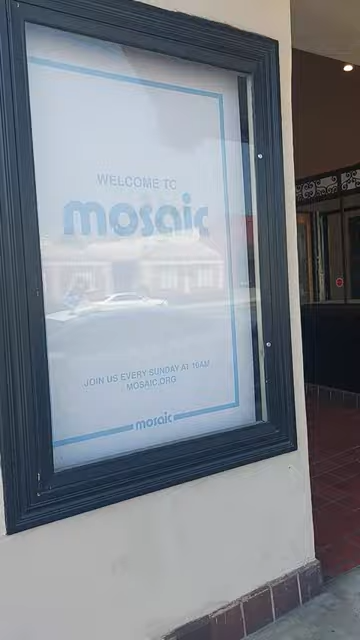 WELCOME TO
mosaic
JOIN US EVERY SUNDAY AT 10AM
MOSAIC.ORG
mosaic